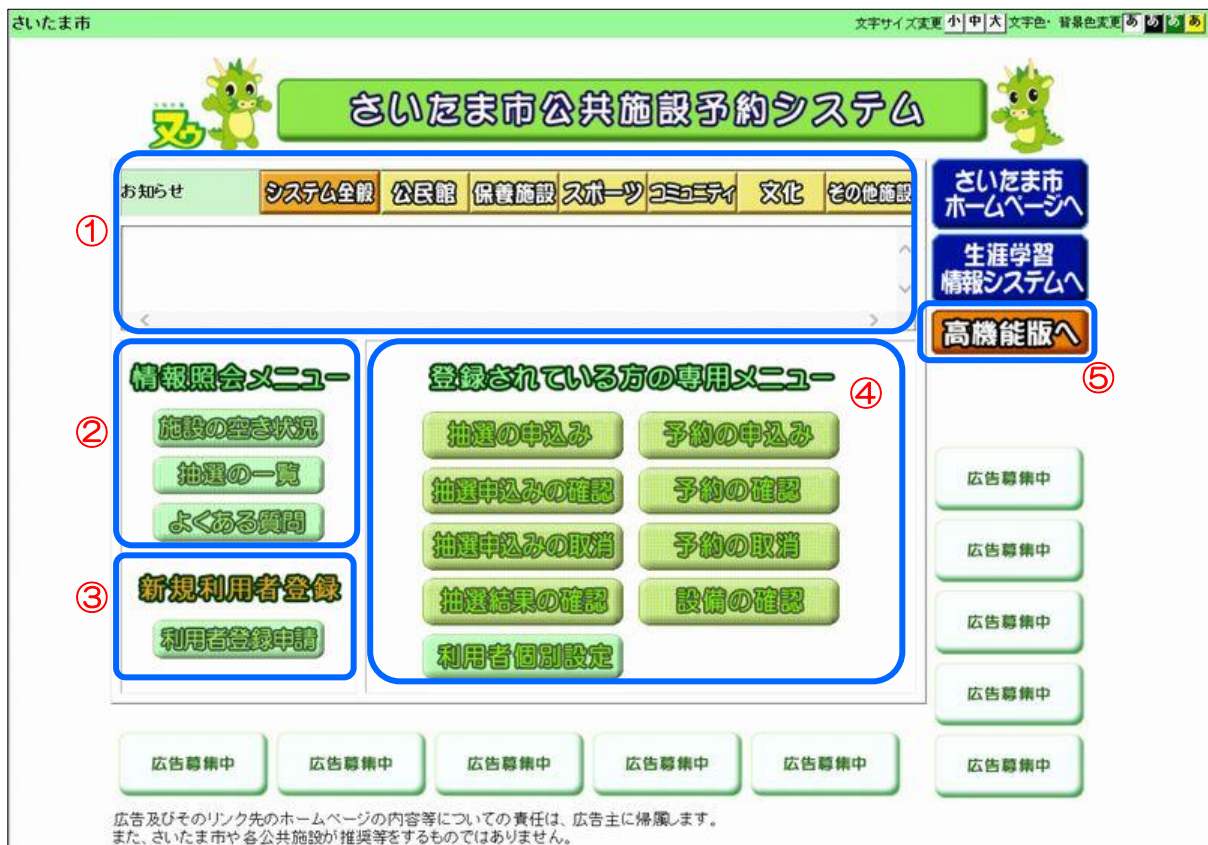 さいたま市
文字サイズ変更 小 中 大 文字色・背景色変更 あ あ あ あ
ヌゥ
さいたま市公共施設予約システム
お知らせ システム全般 公民館 保養施設 スポーツ コミュニティ 文化 その他施設
①
さいたま市
ホームページへ
生涯学習
情報システムへ
高機能版へ
⑤
情報照会メニュー
②
施設の空き状況
抽選の一覧
よくある質問
③
新規利用者登録
利用者登録申請
登録されている方の専用メニュー
④
抽選の申込み 予約の申込み
抽選申込みの確認 予約の確認
抽選申込みの取消 予約の取消
抽選結果の確認 設備の確認
利用者個別設定
広告募集中
広告募集中
広告募集中
広告募集中
広告募集中 広告募集中 広告募集中 広告募集中 広告募集中 広告募集中
広告及びそのリンク先のホームページの内容等についての責任は、広告主に帰属します。
また、さいたま市や各公共施設が推奨等をするものではありません。